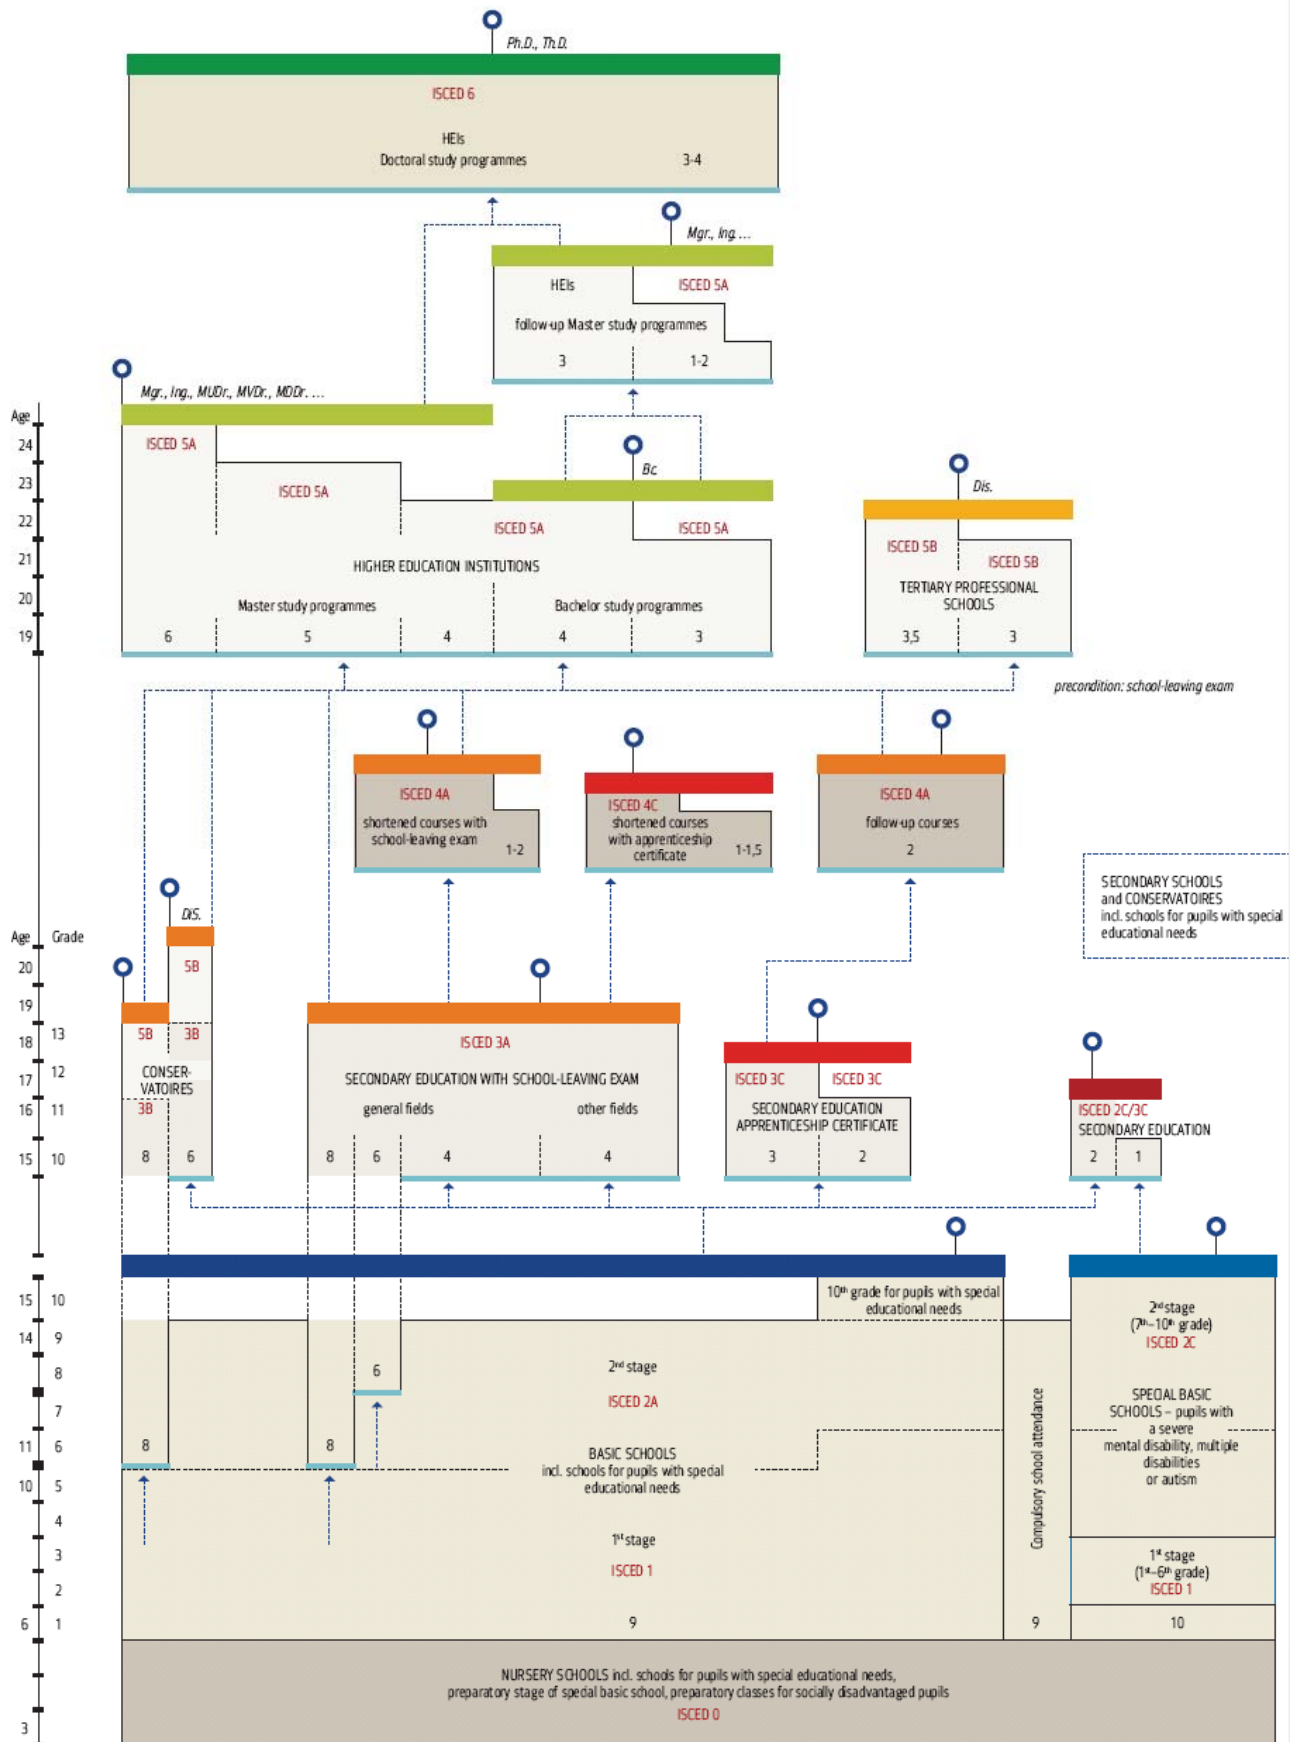 Ph.D., Th.D.
ISCED 6
HEIs
Doctoral study programmes 3-4
Mgr., Ing. ...
HEIs ISCED 5A
follow-up Master study programmes
3 1-2
Mgr., Ing., MUDr., MVDr., MDDr. ...
Age
24 ISCED 5A
Bc
23 ISCED 5A
Dis.
22 ISCED 5A ISCED 5A
ISCED 5B
21 HIGHER EDUCATION INSTITUTIONS
ISCED 5B
TERTIARY PROFESSIONAL
SCHOOLS
20 Master study programmes Bachelor study programmes
19 6 5 4 4 3 3,5 3
precondition: school-leaving exam
ISCED 4A
shortened courses with
school-leaving exam
1-2
ISCED 4C
shortened courses
with apprenticeship
certificate
1-1,5
ISCED 4A
follow-up courses
2
SECONDARY SCHOOLS
and CONSERVATOIRES
incl. schools for pupils with special
educational needs
DiS.
Age Grade
20 5B
19
13 5B 3B
18 ISCED 3A
12 CONSER-
VATOIRES
17 SECONDARY EDUCATION WITH SCHOOL-LEAVING EXAM
ISCED 3C ISCED 3C
16 11 3B general fields other fields
SECONDARY EDUCATION
APPRENTICESHIP CERTIFICATE
ISCED 2C/3C
SECONDARY EDUCATION
15 10 8 6 8 6 4 4 3 2 2 1
15 10 10th grade for pupils with special
educational needs
2nd stage
(7th–10th grade)
ISCED 2C
14 9
8 6 2nd stage
ISCED 2A
7
SPECIAL BASIC
SCHOOLS – pupils with
a severe
mental disability, multiple
disabilities
or autism
11 6 8 8
BASIC SCHOOLS
incl. schools for pupils with special
educational needs
Compulsory school attendance
10 5
4
1st stage
3
ISCED 1
1st stage
(1st–6th grade)
ISCED 1
2
6 1 9 9 10
NURSERY SCHOOLS incl. schools for pupils with special educational needs,
preparatory stage of special basic school, preparatory classes for socially disadvantaged pupils
ISCED 0
3